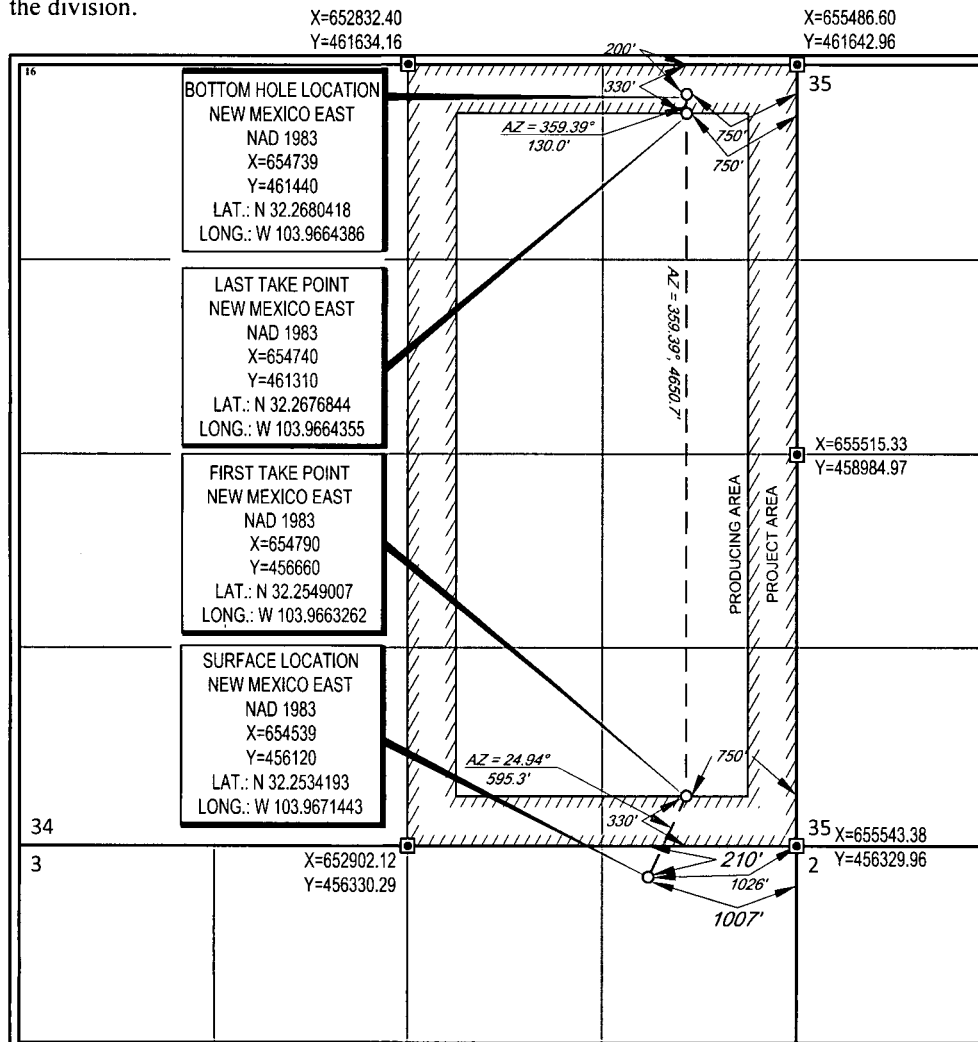 the division.
X=652832.40
Y=461634.16
X=655486.60
Y=461642.96
16
35
200'
330'
AZ = 359.39°
130.0'
750'
750'
BOTTOM HOLE LOCATION
NEW MEXICO EAST
NAD 1983
X=654739
Y=461440
LAT.: N 32.2680418
LONG.: W 103.9664386
LAST TAKE POINT
NEW MEXICO EAST
NAD 1983
X=654740
Y=461310
LAT.: N 32.2676844
LONG.: W 103.9664355
AZ = 359.39°, 4650.7'
X=655515.33
Y=458984.97
FIRST TAKE POINT
NEW MEXICO EAST
NAD 1983
X=654790
Y=456660
LAT.: N 32.2549007
LONG.: W 103.9663262
PRODUCING AREA
PROJECT AREA
SURFACE LOCATION
NEW MEXICO EAST
NAD 1983
X=654539
Y=456120
LAT.: N 32.2534193
LONG.: W 103.9671443
AZ = 24.94°
595.3'
750'
330'
34
35
X=655543.38
Y=456329.96
3
X=652902.12
Y=456330.29
210'
1026'
2
1007'